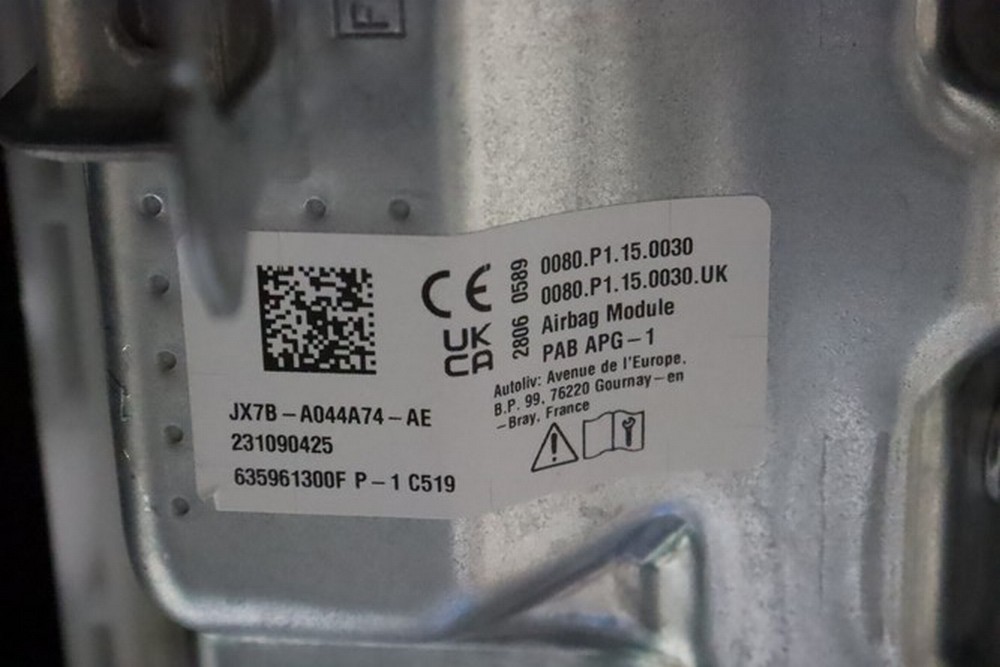 F
CE
0589
0080.P1.15.0030
UK
CA
2806
0080.P1.15.0030.UK
Airbag Module
PAB APG-1
Autoliv: Avenue de l'Europe,
B.P. 99, 76220 Gournay-en
-Bray, France
JX7B-A044A74-AE
231090425
635961300F P-1 C519